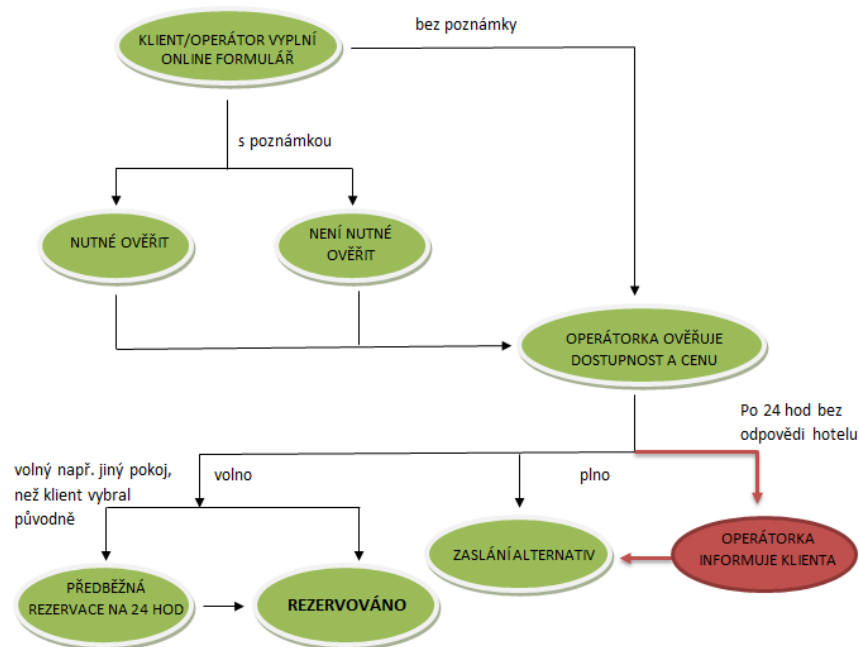 KLIENT/OPERÁTOR VYPLNÍ
ONLINE FORMULÁŘ
bez poznámky
s poznámkou
NUTNÉ OVĚŘIT
NENÍ NUTNÉ
OVĚŘIT
OPERÁTORKA OVĚŘUJE
DOSTUPNOST A CENU
Po 24 hod bez
odpovědi hotelu
volný např. jiný pokoj,
než klient vybral
původně
volno
plno
ZASLÁNÍ ALTERNATIV
OPERÁTORKA
INFORMUJE KLIENTA
PŘEDBĚŽNÁ
REZERVACE NA 24 HOD
REZERVOVÁNO